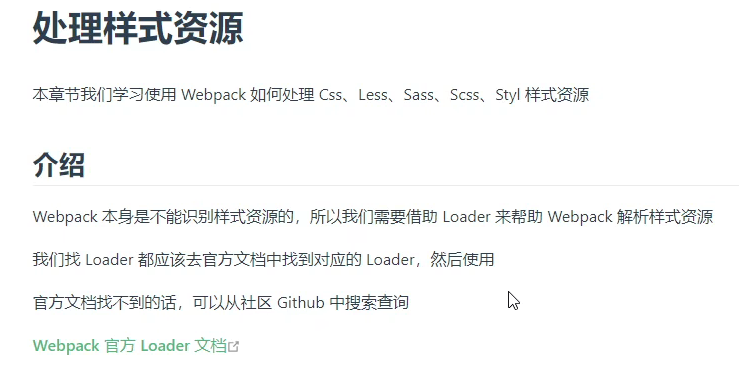 处理样式资源
本章节我们学习使用 Webpack 如何处理 Css、Less、Sass、Scss、Styl 样式资源
介绍
Webpack 本身是不能识别样式资源的，所以我们需要借助 Loader 来帮助 Webpack 解析样式资源
我们找 Loader 都应该去官方文档中找到对应的 Loader，然后使用
官方文档找不到的话，可以从社区 Github 中搜索查询
Webpack 官方 Loader 文档